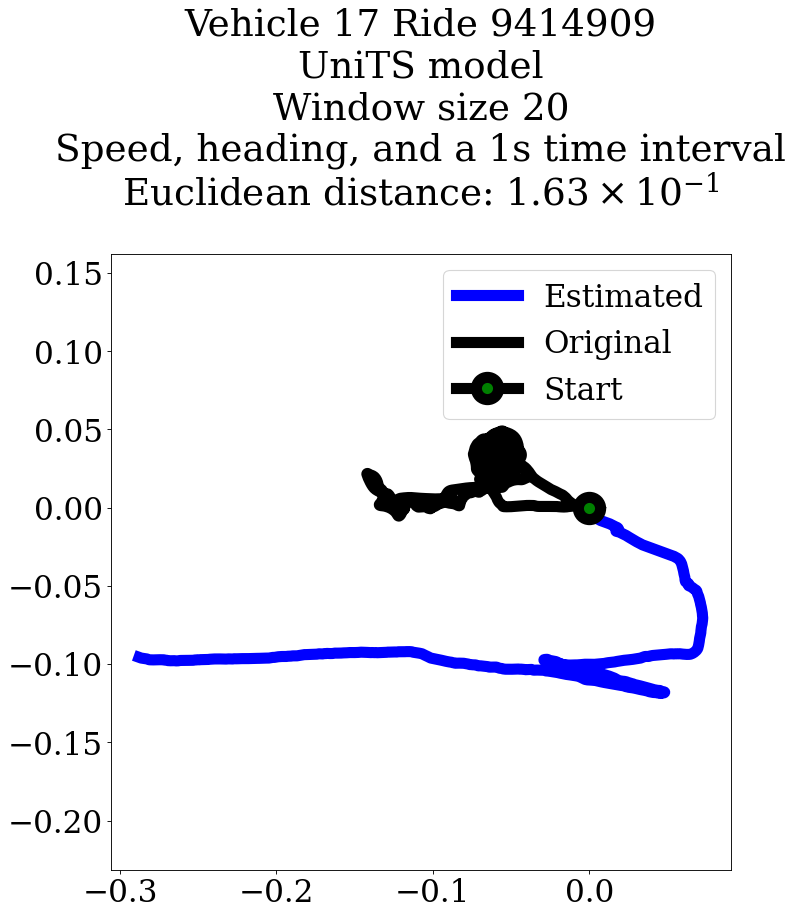 Vehicle 17 Ride 9414909
UniTS model
Window size 20
Speed, heading, and a 1s time interval
Euclidean distance: $1.63 \times 10^{-1}$
Estimated
Original
Start
0.15
0.10
0.05
0.00
−0.05
−0.10
−0.15
−0.20
−0.3
−0.2
−0.1
0.0